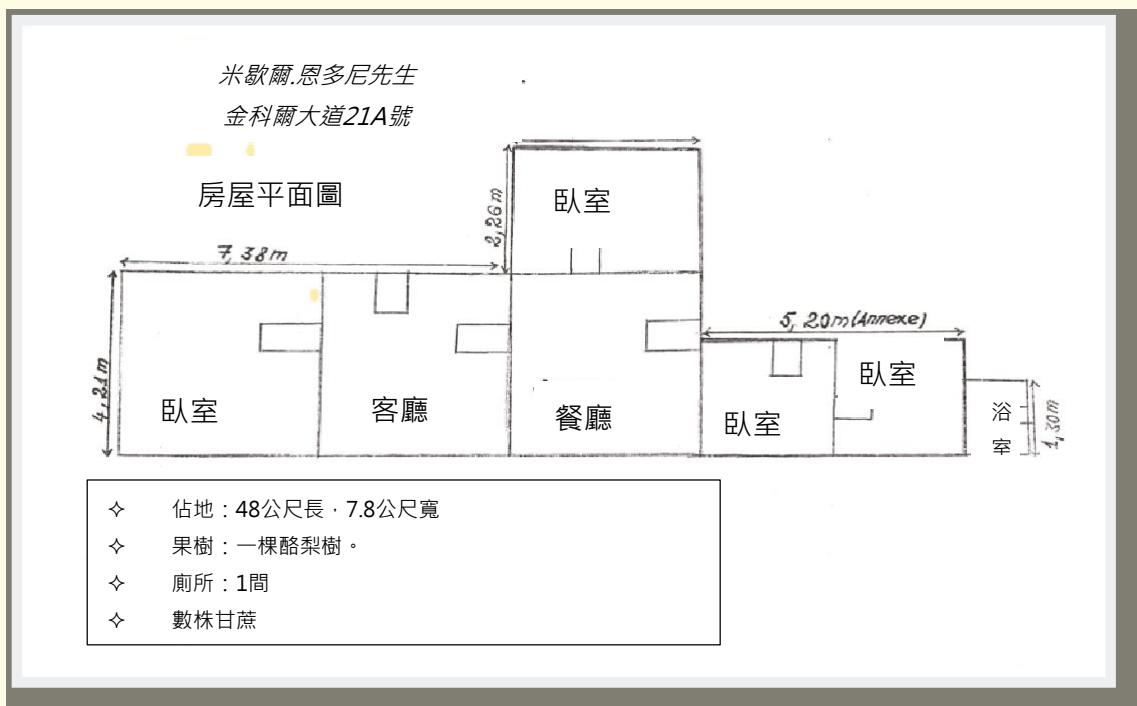 米歇爾.恩多尼先生
金科爾大道21A號
房屋平面圖
臥室
2,26m
7,38m
5,20m(Annexe)
4,21m
臥室
客廳
餐廳
臥室
臥室
浴室
1,30m
✧ 佔地：48公尺長，7.8公尺寬
✧ 果樹：一棵酪梨樹。
✧ 廁所：1間
✧ 數株甘蔗